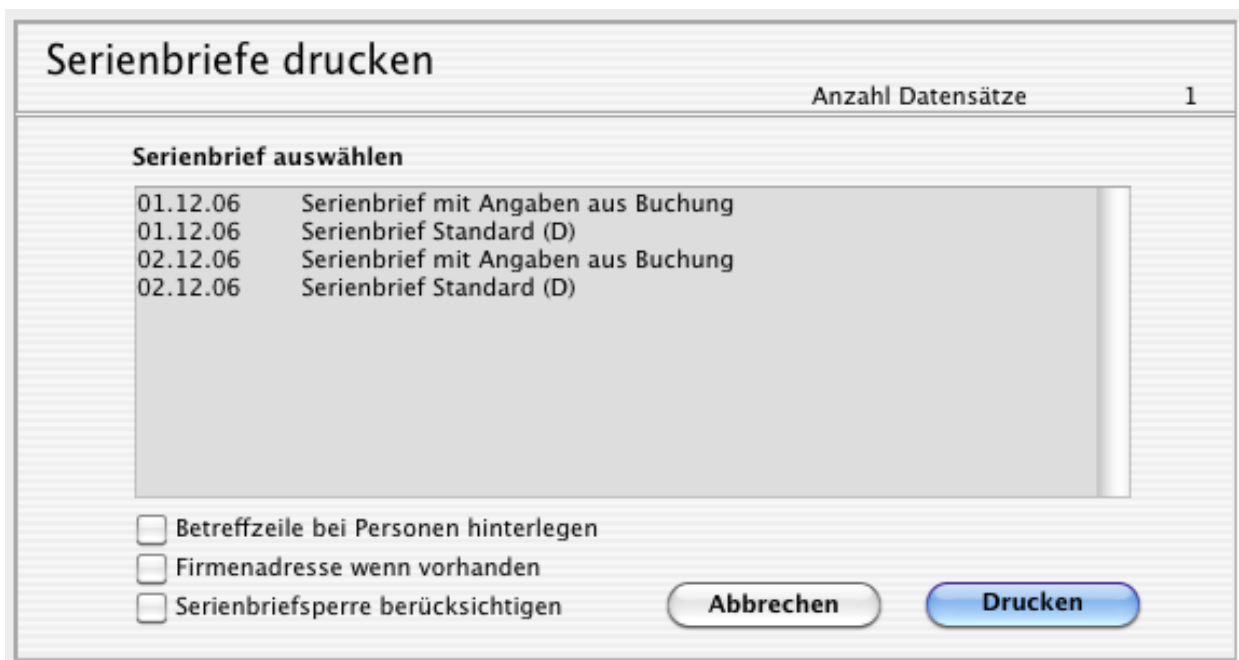 Serienbriefe drucken
Anzahl Datensätze 1
Serienbrief auswählen
01.12.06 Serienbrief mit Angaben aus Buchung
01.12.06 Serienbrief Standard (D)
02.12.06 Serienbrief mit Angaben aus Buchung
02.12.06 Serienbrief Standard (D)
Betreffzeile bei Personen hinterlegen
Firmenadresse wenn vorhanden
Serienbriefsperre berücksichtigen
Abbrechen Drucken